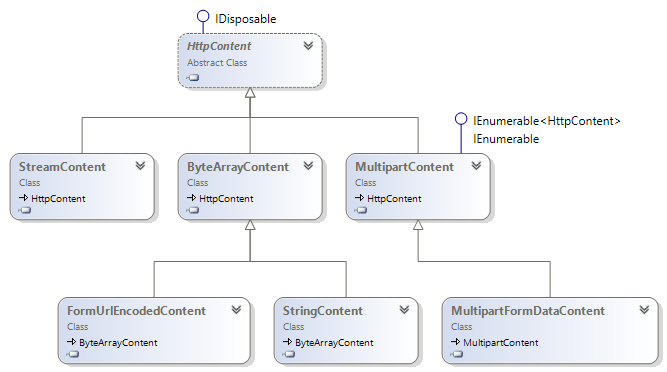 IDisposable
HttpContent
Abstract Class
IEnumerable<HttpContent>
IEnumerable
StreamContent
Class
HttpContent
ByteArrayContent
Class
HttpContent
MultipartContent
Class
HttpContent
FormUrlEncodedContent
Class
ByteArrayContent
StringContent
Class
ByteArrayContent
MultipartFormDataContent
Class
MultipartContent